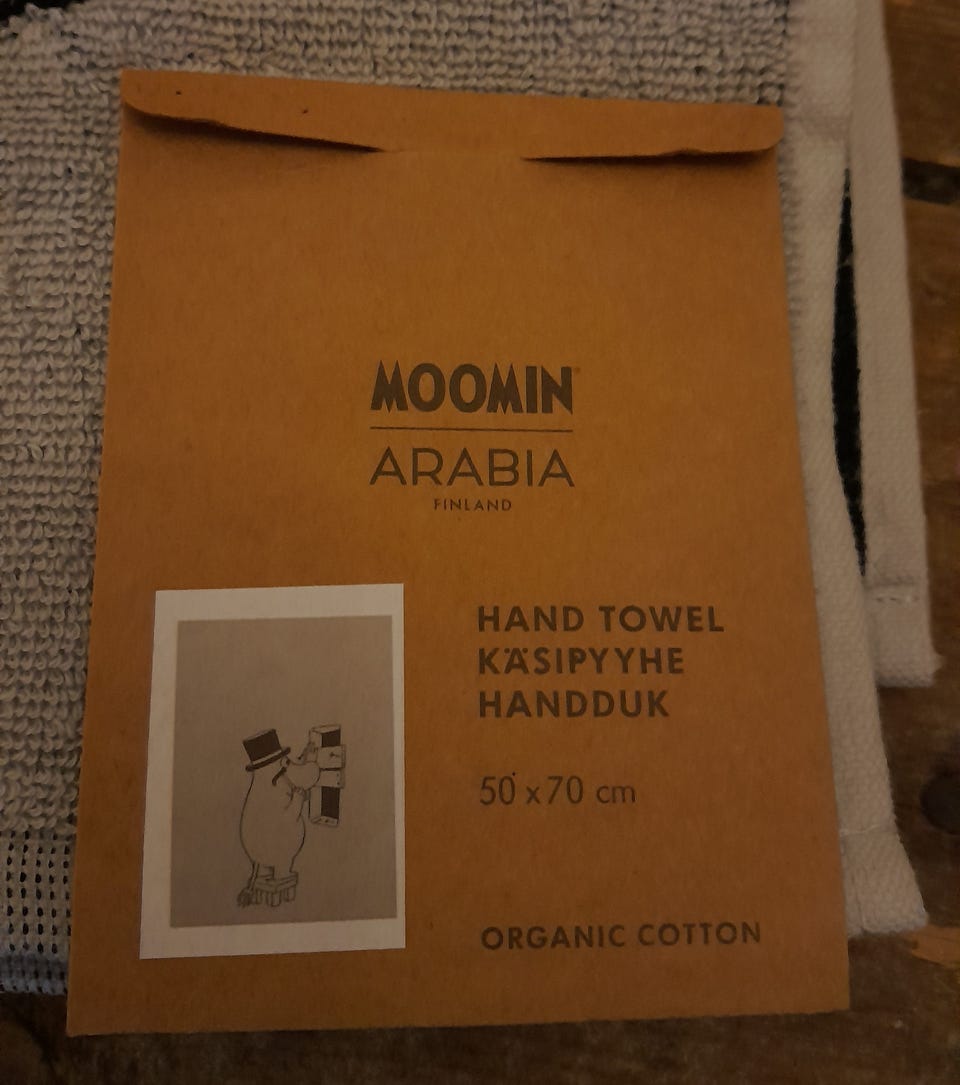 MOOMIN
ARABIA
FINLAND
HAND TOWEL
KÄSIPYYHE
HANDDUK
50 x 70 cm
ORGANIC COTTON